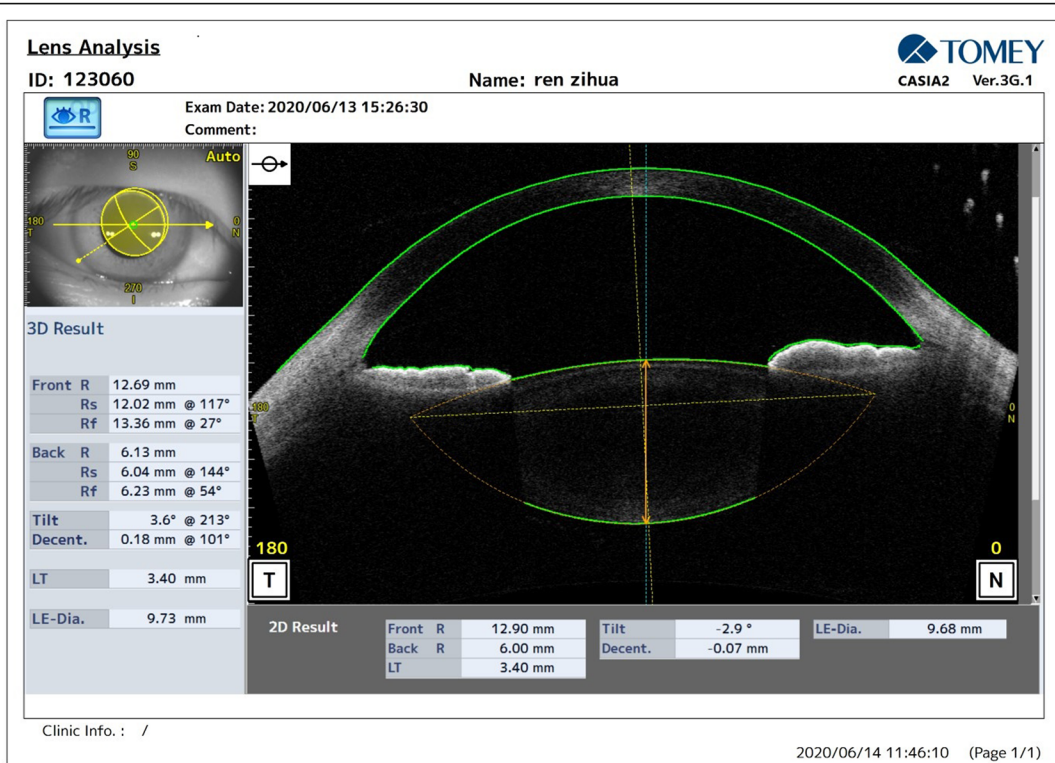 Lens Analysis
TOMEY
ID: 123060 Name: ren zihua CASIA2 Ver.3G.1
R Exam Date: 2020/06/13 15:26:30
Comment:
Auto
90
S
180
T
0
N
270
I
3D Result
Front R 12.69 mm
Rs 12.02 mm @ 117°
Rf 13.36 mm @ 27°
Back R 6.13 mm
Rs 6.04 mm @ 144°
Rf 6.23 mm @ 54°
Tilt 3.6° @ 213°
Decent. 0.18 mm @ 101°
LT 3.40 mm
LE-Dia. 9.73 mm
180
T
0
N
180 0
T N
2D Result
Front R 12.90 mm Tilt -2.9 ° LE-Dia. 9.68 mm
Back R 6.00 mm Decent. -0.07 mm
LT 3.40 mm
Clinic Info. : /
2020/06/14 11:46:10 (Page 1/1)